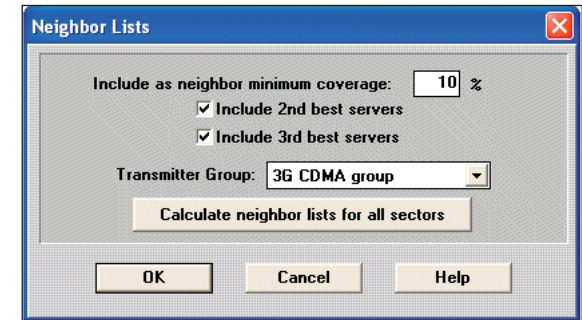 Neighbor Lists
Include as neighbor minimum coverage: 10 %
Include 2nd best servers
Include 3rd best servers
Transmitter Group: 3G CDMA group
Calculate neighbor lists for all sectors
OK Cancel Help